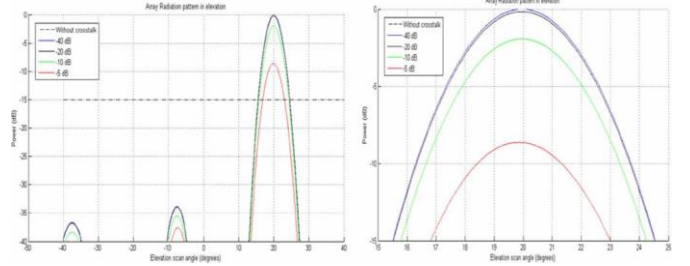 Array Radiation pattern in elevation
Without crosstalk
-40 dB
-20 dB
-10 dB
-5 dB
Power (dB)
0
-5
-10
-15
-20
-25
-30
-35
-40
-50
-40
-30
-20
-10
0
10
20
30
40
Elevation scan angle (degrees)
Array Radiation pattern in elevation
Without crosstalk
-40 dB
-20 dB
-10 dB
-5 dB
Power (dB)
0
-5
-10
-15
15
16
17
18
19
20
21
22
23
24
25
Elevation scan angle (degrees)